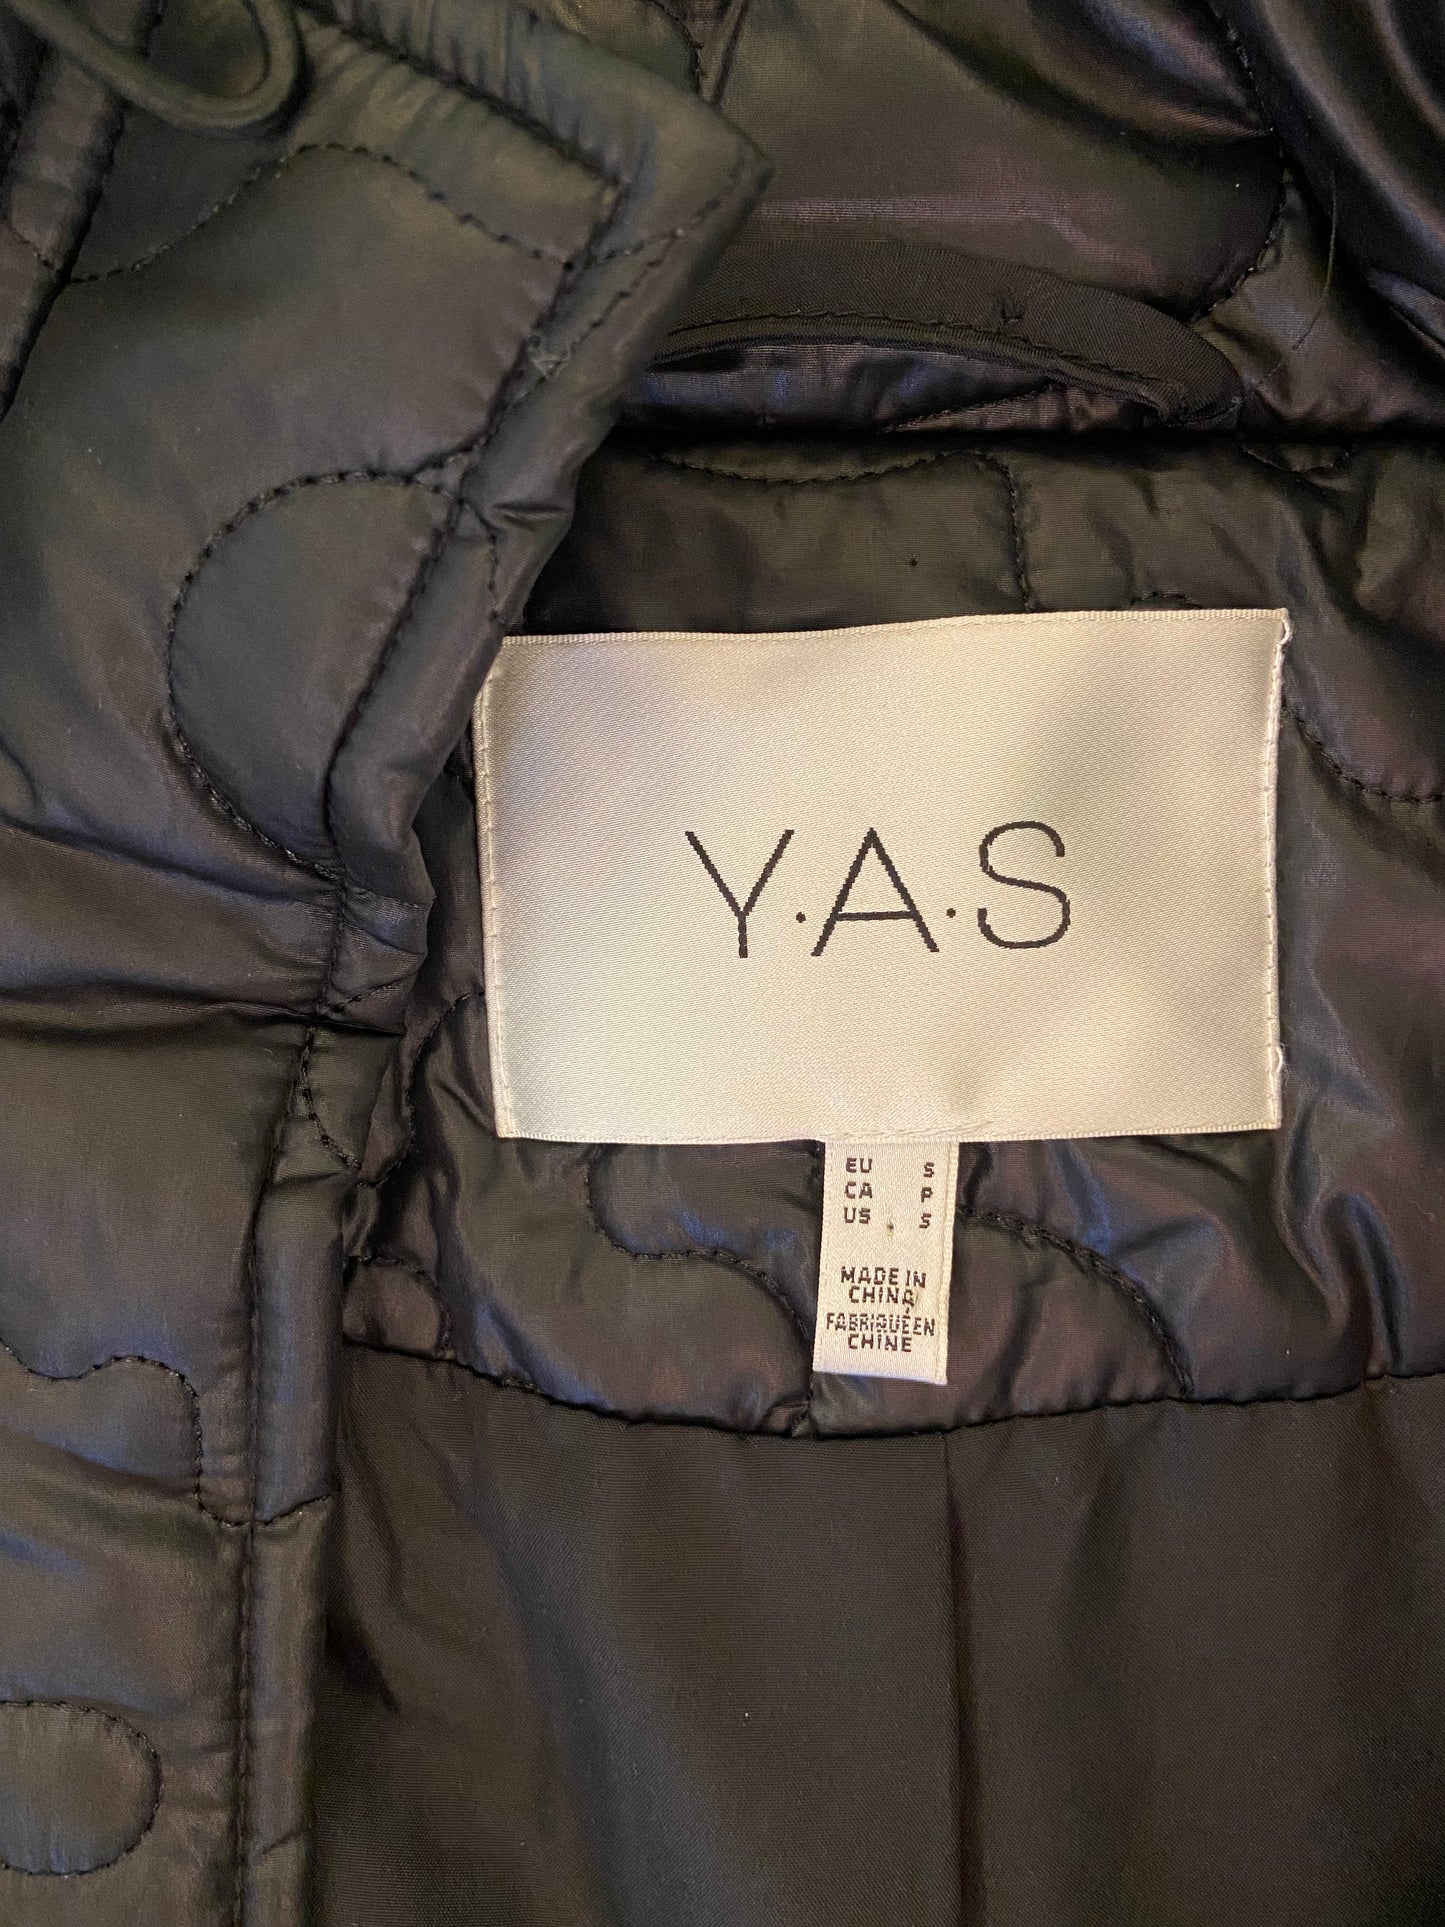 Y.A.S
EU S
CA P
US S
MADE IN
CHINA
FABRIQUÉ EN
CHINE